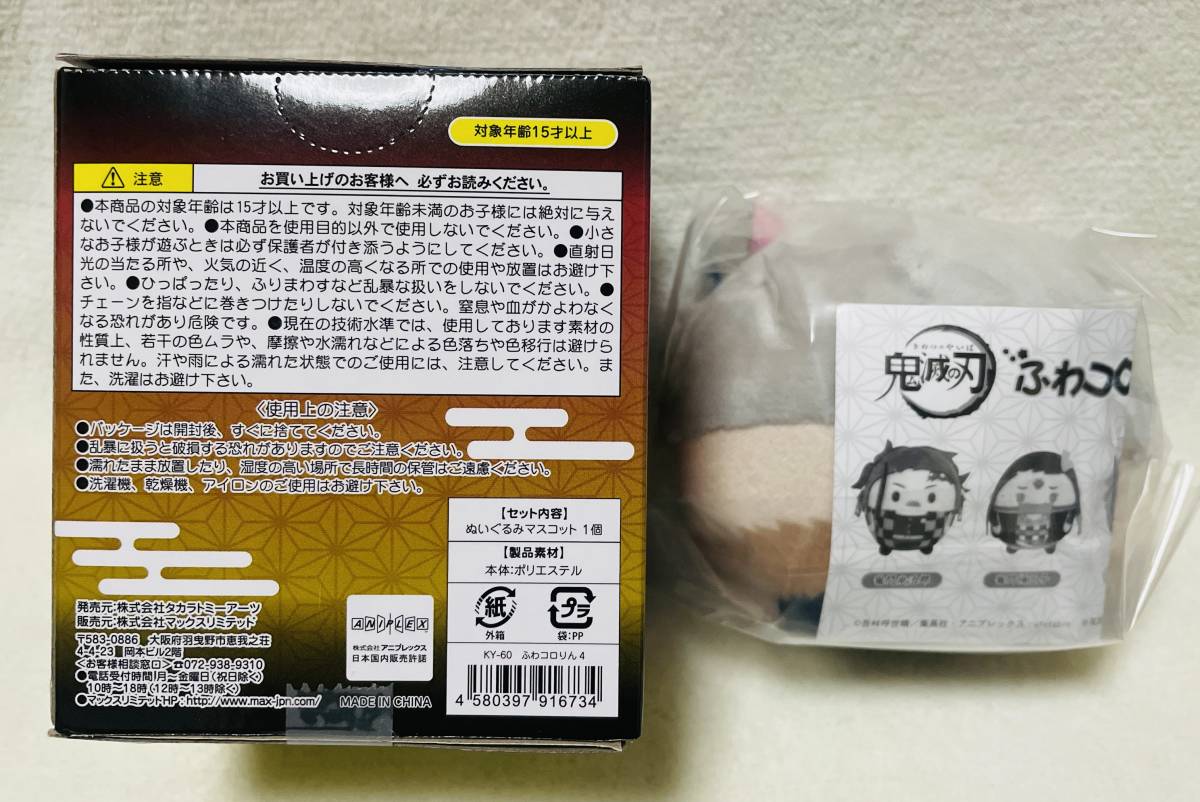 対象年齢15才以上
注意
お買い上げのお客様へ 必ずお読みください。
●本商品の対象年齢は15才以上です。対象年齢未満のお子様には絶対に与え
ないでください。●本商品を使用目的以外で使用しないでください。●小さ
なお子様が遊ぶときは必ず保護者が付き添うようにしてください。●直射日
光の当たる所や、火気の近く、温度の高くなる所での使用や放置はお避け下
さい。●ひっぱったり、ふりまわすなど乱暴な扱いをしないでください。●
チェーンを指などに巻きつけたりしないでください。窒息や血がかよわなく
なる恐れがあり危険です。●現在の技術水準では、使用しております素材の
性質上、若干の色ムラや、摩擦や水濡れなどによる色落ちや色移行は避けら
れません。汗や雨による濡れた状態でのご使用には、注意してください。ま
た、洗濯はお避け下さい。
〈使用上の注意〉
●パッケージは開封後、すぐに捨ててください。
●乱暴に扱うと破損する恐れがありますのでご注意ください。
●濡れたまま放置したり、湿度の高い場所で長時間の保管はご遠慮ください。
●洗濯機、乾燥機、アイロンのご使用はお避け下さい。
【セット内容】
ぬいぐるみマスコット 1個
【製品素材】
本体:ポリエステル
紙
外箱
プラ
袋:PP
KY-60 ふわコロりん4
4 580397 916734
発売元:株式会社タカラトミーアーツ
販売元:株式会社マックスリミテッド
〒583-0886 大阪府羽曳野市恵我之荘
4-4-23 岡本ビル2階
<お客様相談窓口>☎072-938-9310
●電話受付時間月~金曜日(祝日除く)
10時~18時(12時~13時除く)
●マックスリミテッドHP:http://www.max-jpn.com/
ANIPLEX
株式会社アニプレックス
日本国内販売許諾
MADE IN CHINA
きめつのやいば
鬼滅の刃
ふわコロ
©吾峠呼世晴/集英社・アニプレックス・ufotable